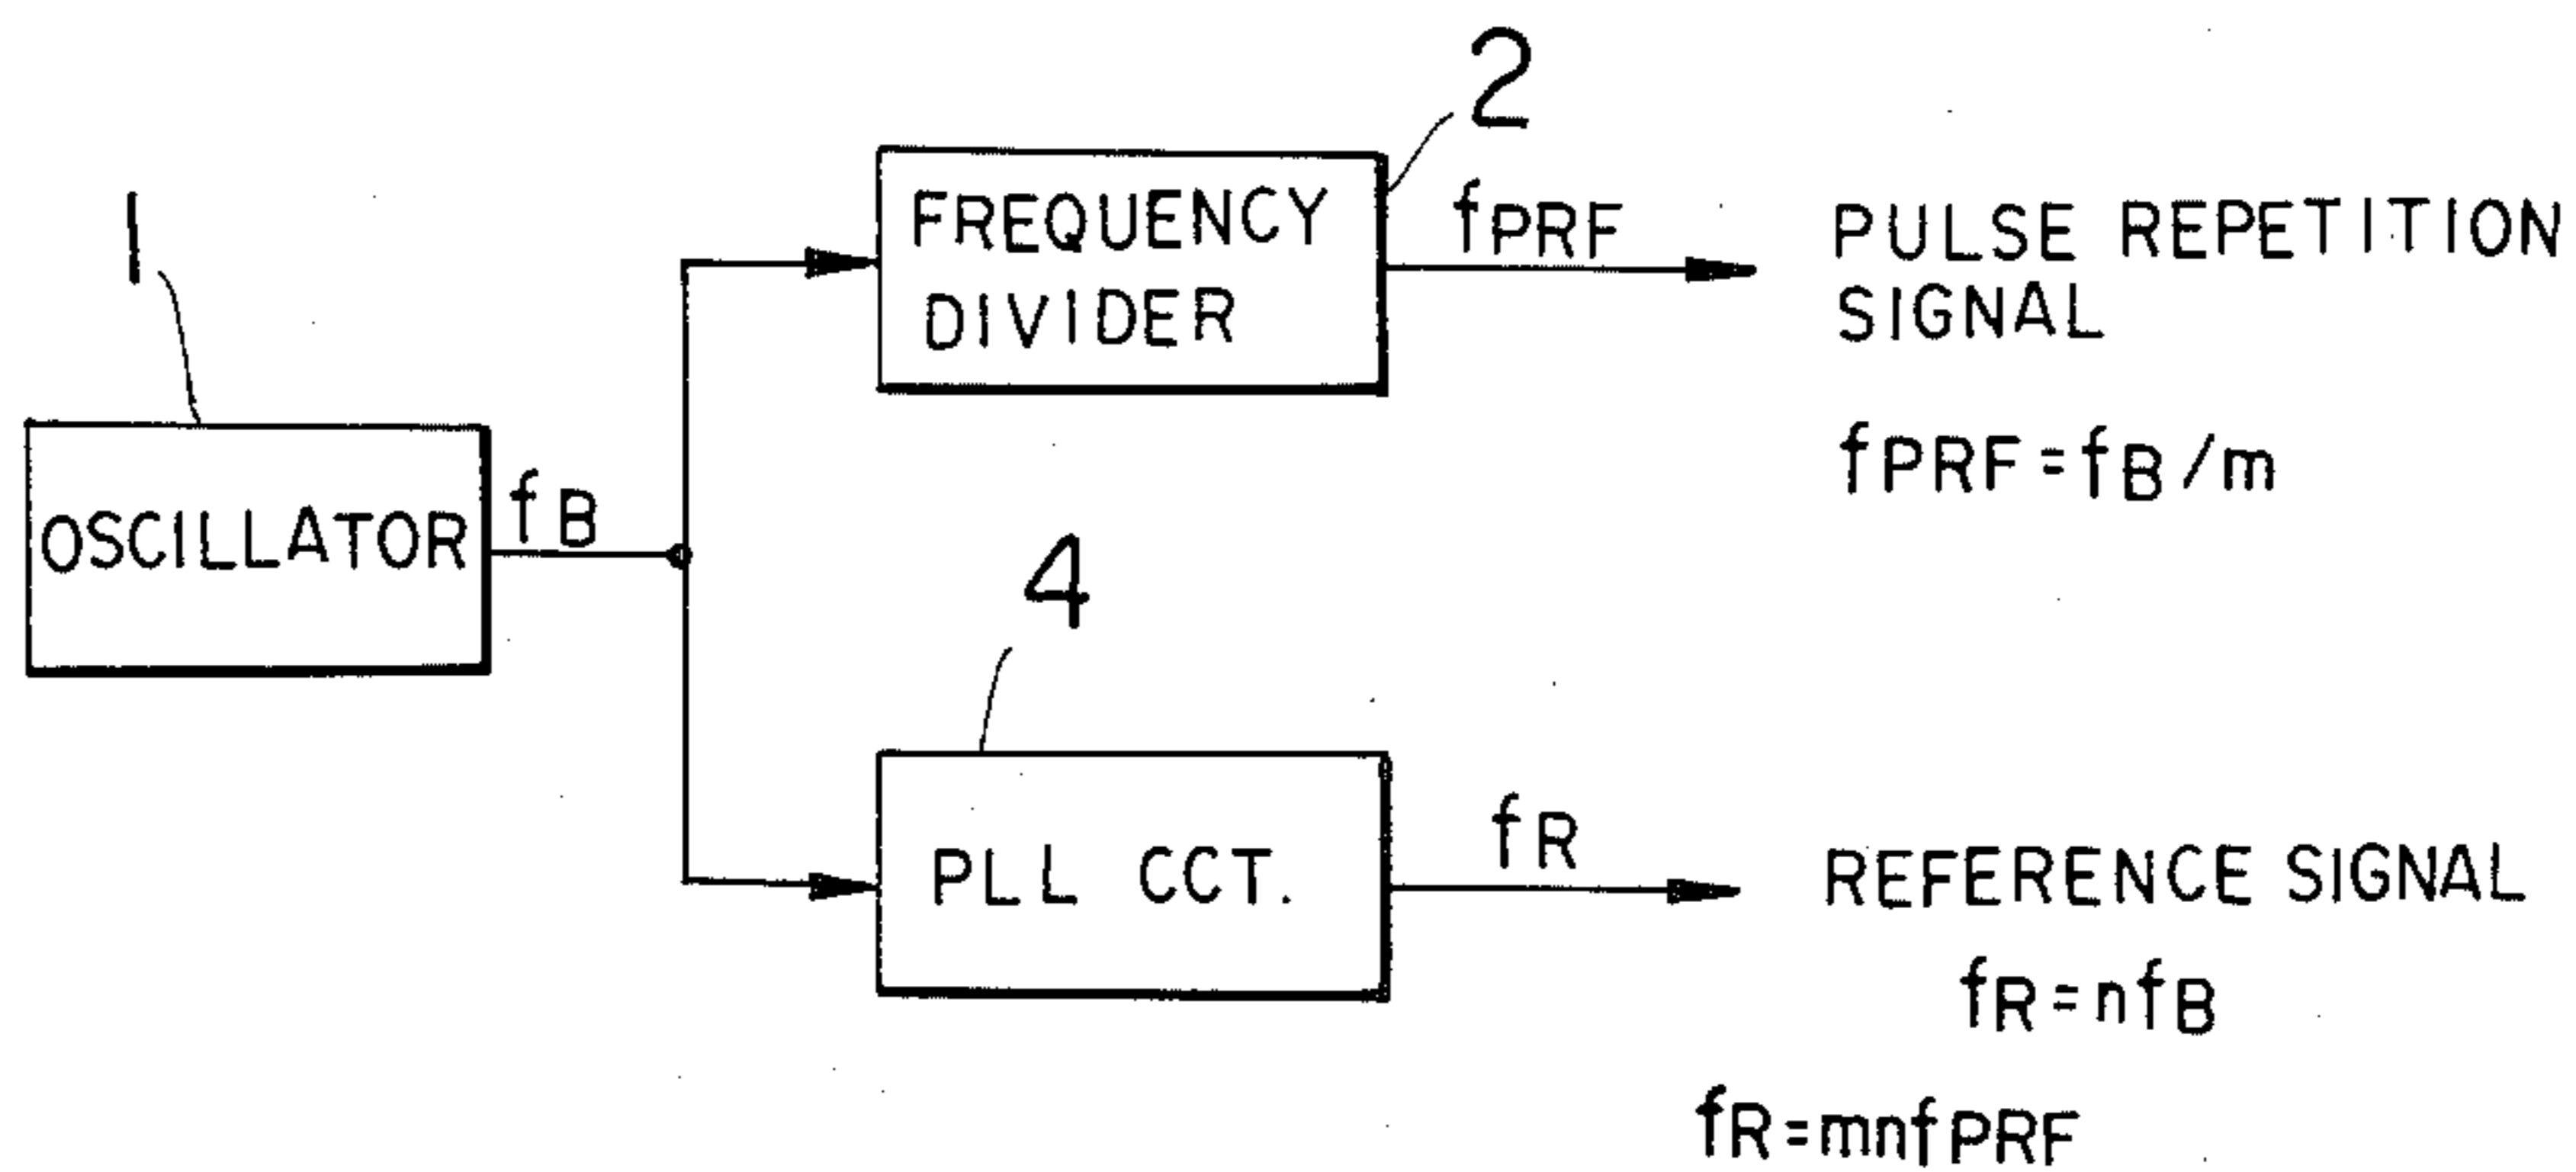 1
OSCILLATOR
fB
2
FREQUENCY
DIVIDER
fPRF
PULSE REPETITION
SIGNAL
fPRF=fB/m
4
PLL CCT.
fR
REFERENCE SIGNAL
fR=nfB
fR=mnfPRF